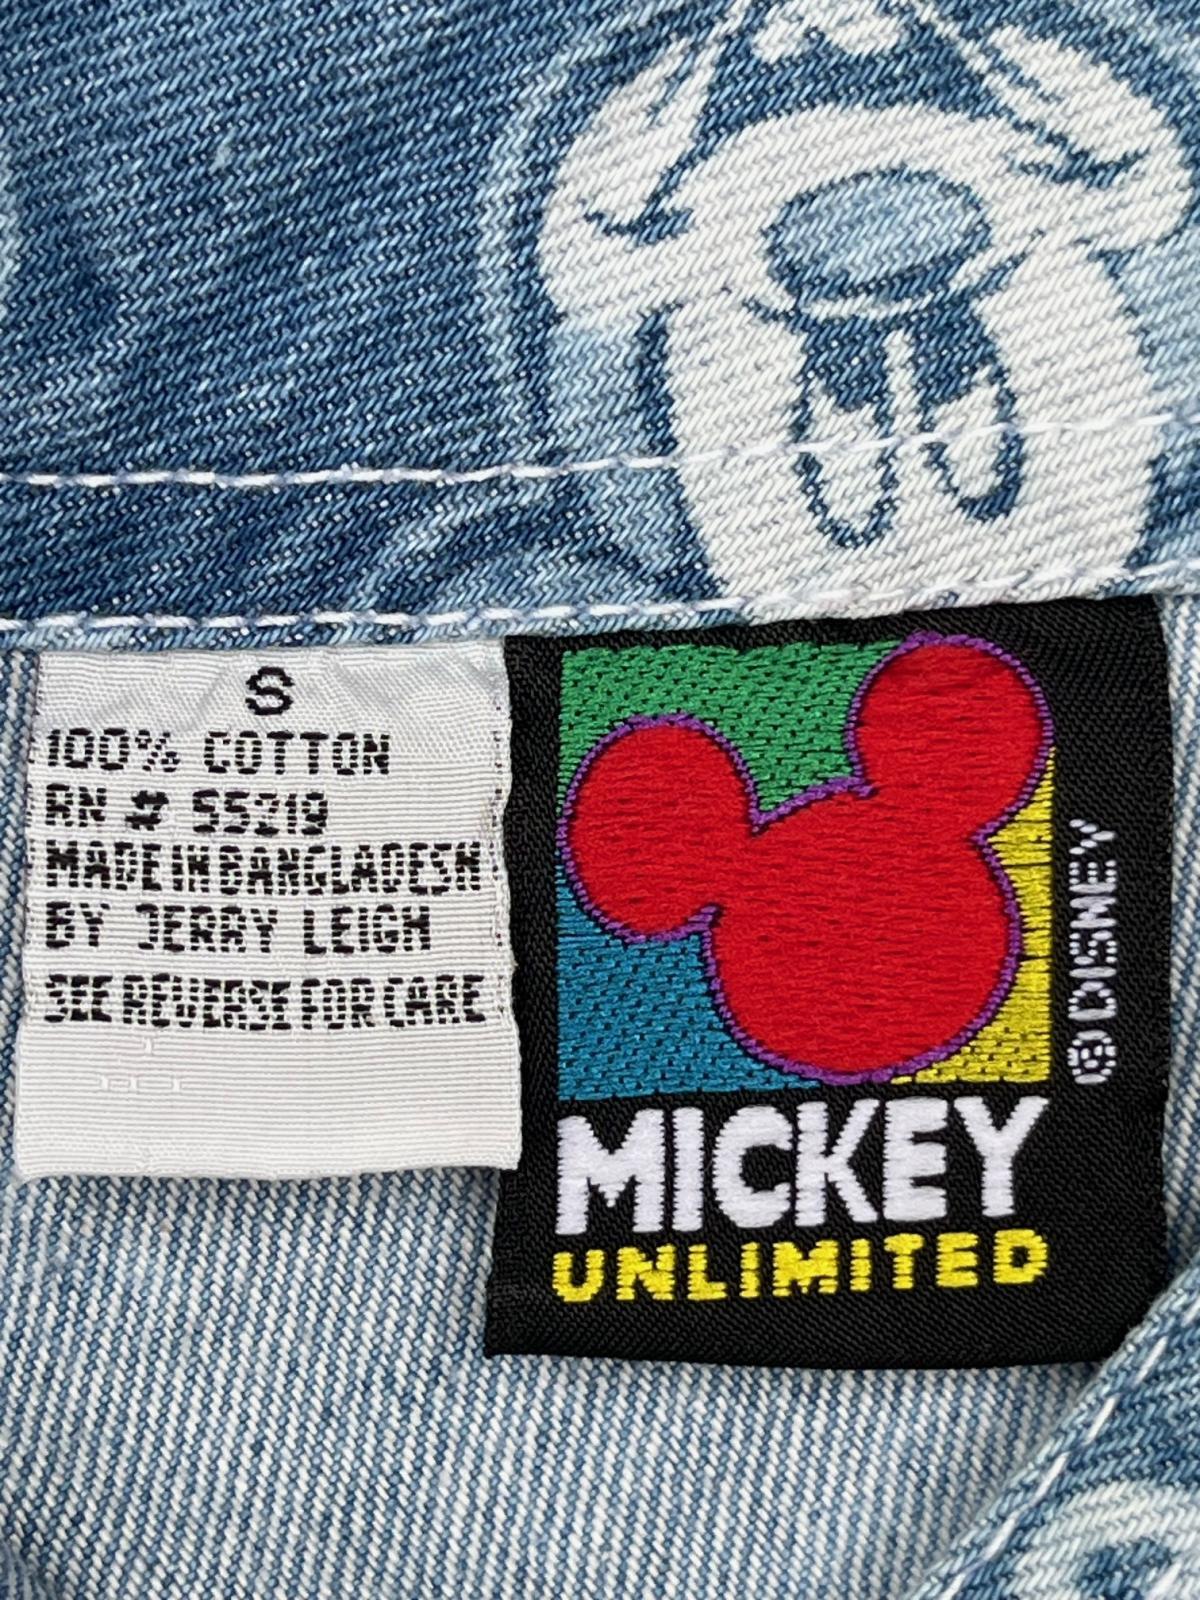 S
100% COTTON
RN # 55219
MADE IN BANGLADESH
BY JERRY LEIGH
SEE REVERSE FOR CARE
© DISNEY
MICKEY
UNLIMITED